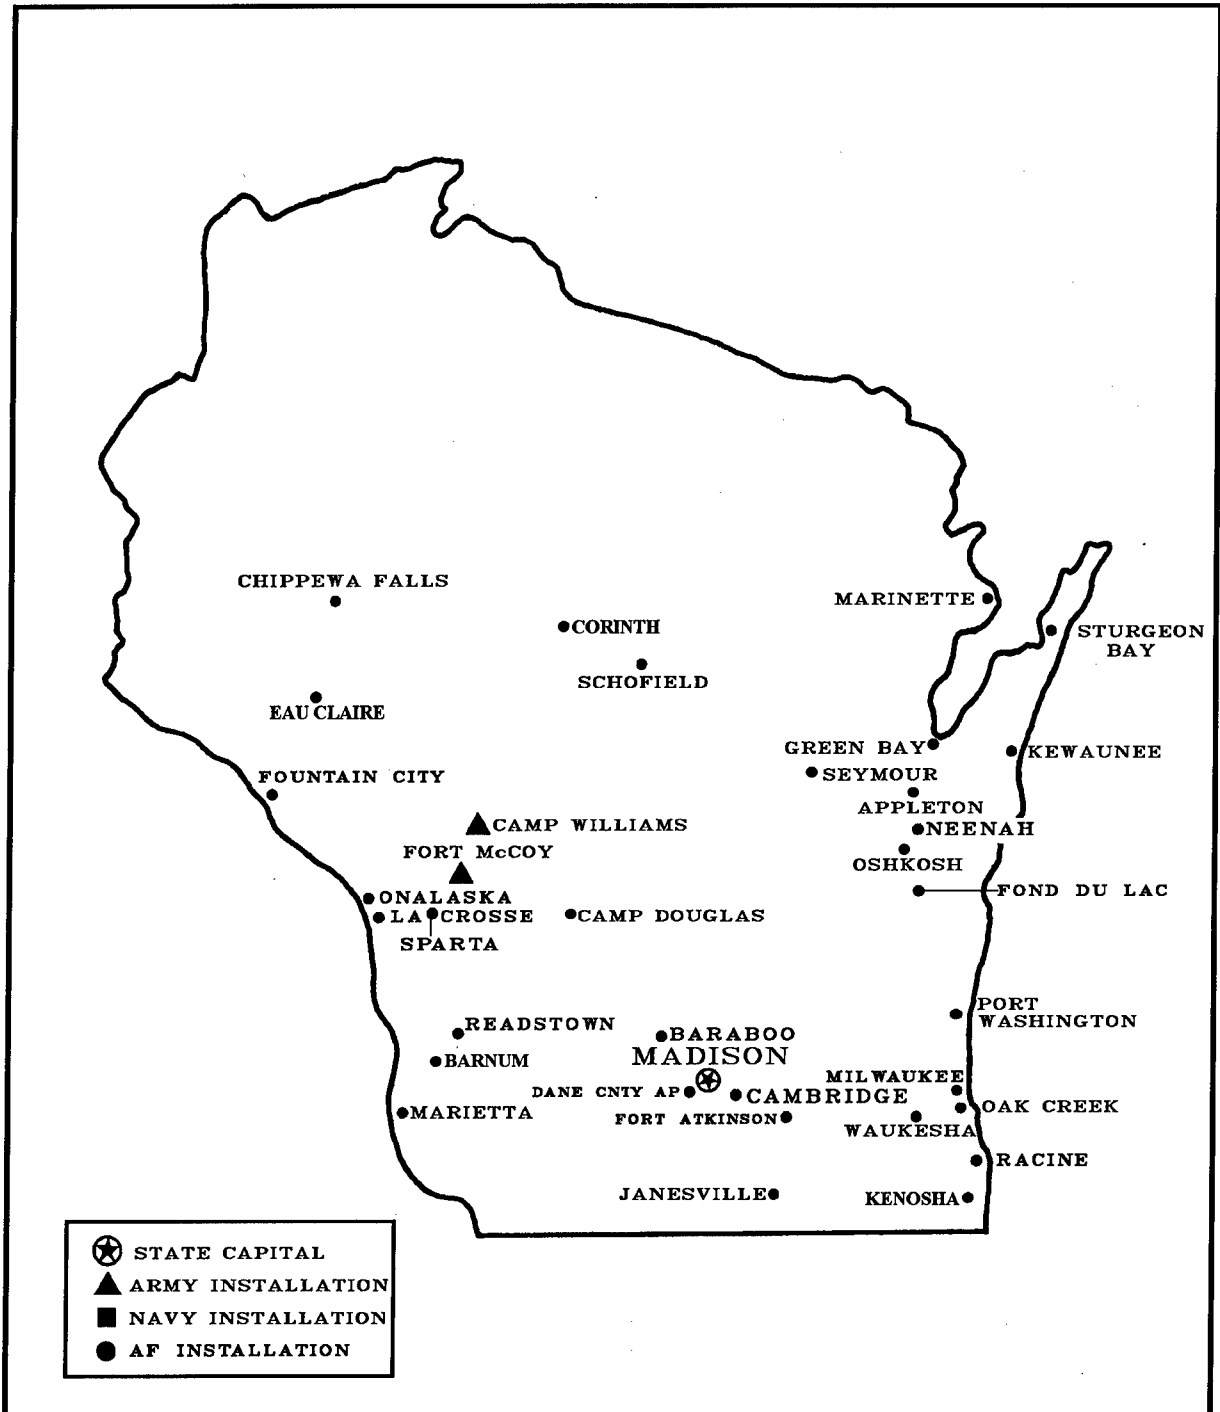 CHIPPEWA FALLS
MARINETTE
CORINTH
STURGEON
BAY
SCHOFIELD
EAU CLAIRE
GREEN BAY
KEWAUNEE
SEYMOUR
FOUNTAIN CITY
APPLETON
CAMP WILLIAMS
NEENAH
FORT McCOY
OSHKOSH
ONALASKA
FOND DU LAC
LA CROSSE
CAMP DOUGLAS
SPARTA
PORT
WASHINGTON
READSTOWN
BARABOO
MADISON
BARNUM
MILWAUKEE
DANE CNTY AP
CAMBRIDGE
OAK CREEK
MARIETTA
FORT ATKINSON
WAUKESHA
RACINE
JANESVILLE
KENOSHA
STATE CAPITAL
ARMY INSTALLATION
NAVY INSTALLATION
AF INSTALLATION